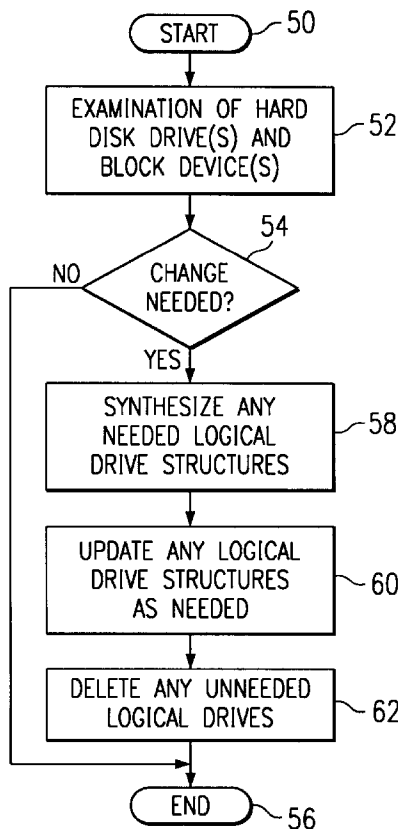 START
50
EXAMINATION OF HARD
DISK DRIVE(S) AND
BLOCK DEVICE(S)
52
54
NO
CHANGE
NEEDED?
YES
SYNTHESIZE ANY
NEEDED LOGICAL
DRIVE STRUCTURES
58
UPDATE ANY LOGICAL
DRIVE STRUCTURES
AS NEEDED
60
DELETE ANY UNNEEDED
LOGICAL DRIVES
62
END
56